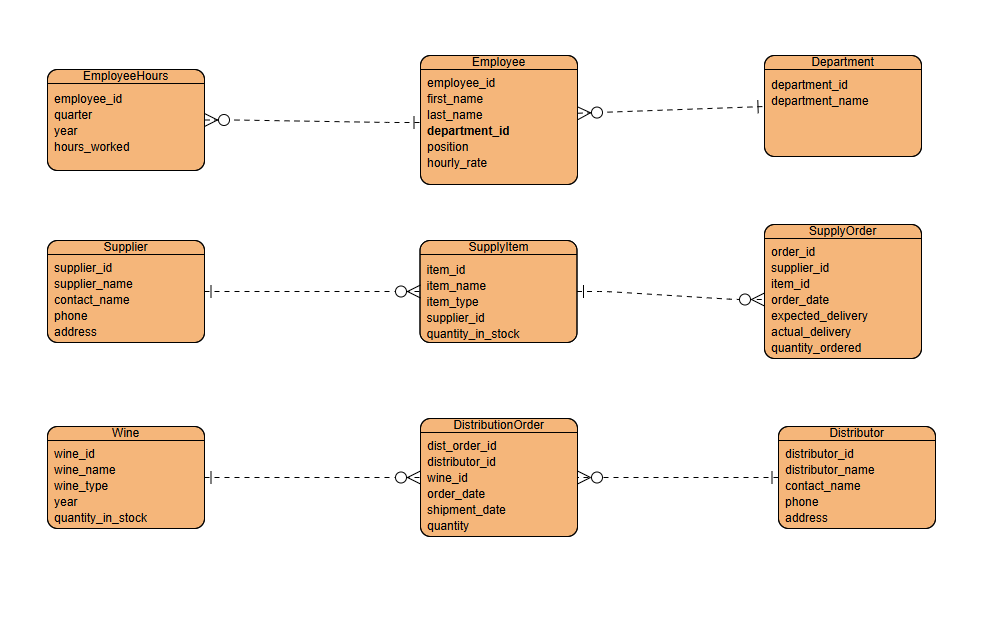 EmployeeHours
employee_id
quarter
year
hours_worked
Employee
employee_id
first_name
last_name
department_id
position
hourly_rate
Department
department_id
department_name
Supplier
supplier_id
supplier_name
contact_name
phone
address
SupplyItem
item_id
item_name
item_type
supplier_id
quantity_in_stock
SupplyOrder
order_id
supplier_id
item_id
order_date
expected_delivery
actual_delivery
quantity_ordered
Wine
wine_id
wine_name
wine_type
year
quantity_in_stock
DistributionOrder
dist_order_id
distributor_id
wine_id
order_date
shipment_date
quantity
Distributor
distributor_id
distributor_name
contact_name
phone
address